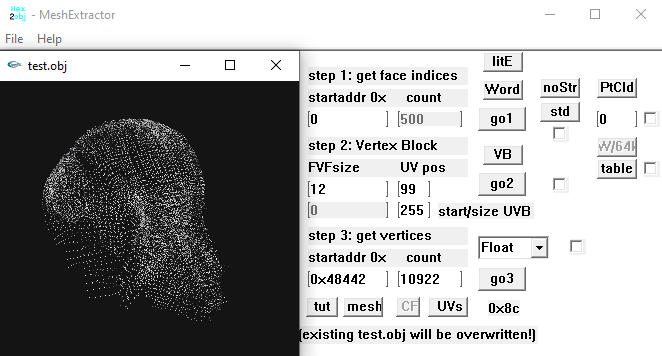 Hex
2obj - MeshExtractor
File Help
test.obj
litE
step 1: get face indices
Word noStr PtCld
startaddr 0x count
0 500 go1 std 0
step 2: Vertex Block
VB W/64k
FVFsize UV pos
table
12 99 go2
0 255 start/size UVB
step 3: get vertices
Float
startaddr 0x count
0x48442 10922 go3
tut mesh CF UVs 0x8c
(existing test.obj will be overwritten!)